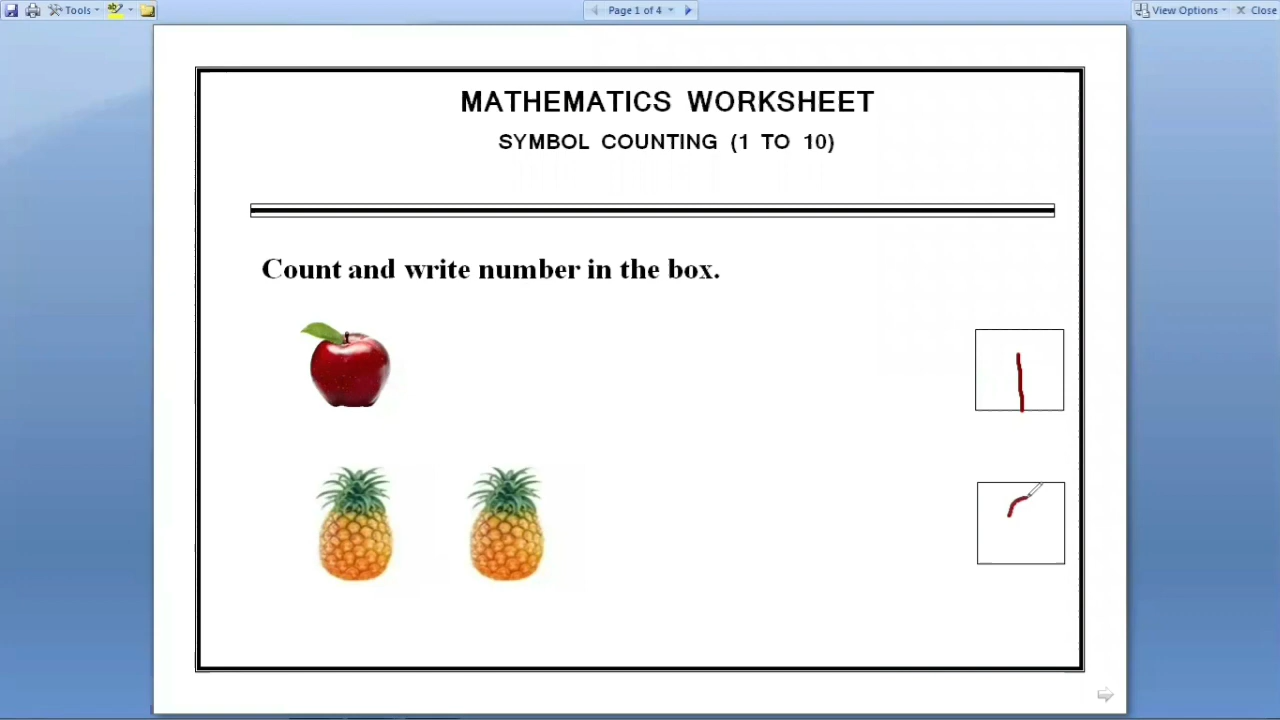 Tools
Page 1 of 4
View Options
Close
MATHEMATICS WORKSHEET
SYMBOL COUNTING (1 TO 10)
Count and write number in the box.
1